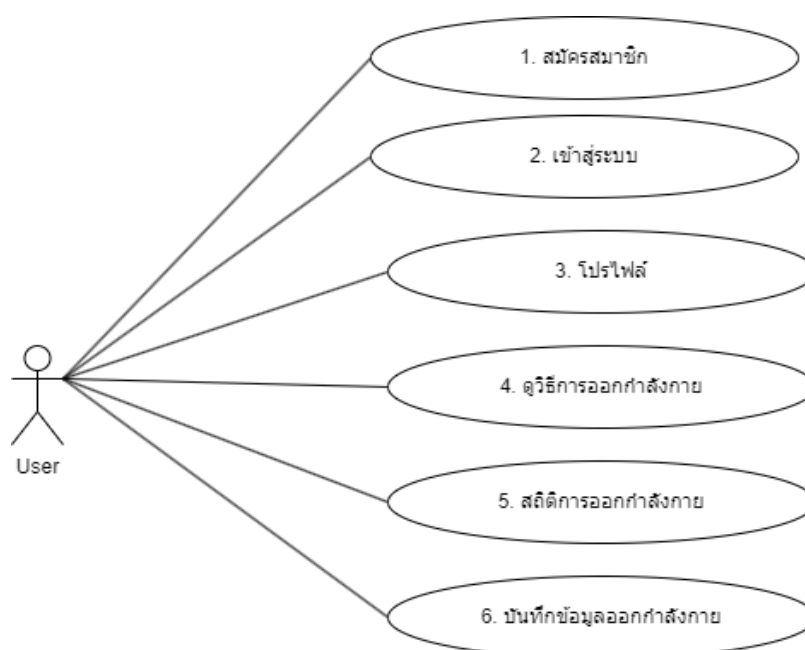 1. สมัครสมาชิก
2. เข้าสู่ระบบ
3. โปรไฟล์
4. ดูวิธีการออกกำลังกาย
User
5. สถิติการออกกำลังกาย
6. บันทึกข้อมูลออกกำลังกาย